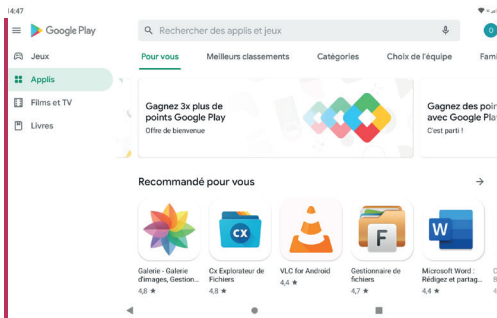 14:47
Google Play
Rechercher des applis et jeux
O
Jeux
Applis
Films et TV
Livres
Pour vous
Meilleurs classements
Catégories
Choix de l'équipe
Fami
Gagnez 3x plus de
points Google Play
Offre de bienvenue
Gagnez des poin
avec Google Pla
C'est parti !
Recommandé pour vous
CX
F
W
Galerie - Galerie
d'images, Gestion...
4,8 ★
Cx Explorateur de
Fichiers
4,8 ★
VLC for Android
4,4 ★
Gestionnaire de
fichiers
4,7 ★
Microsoft Word :
Rédigez et partag...
4,4 ★